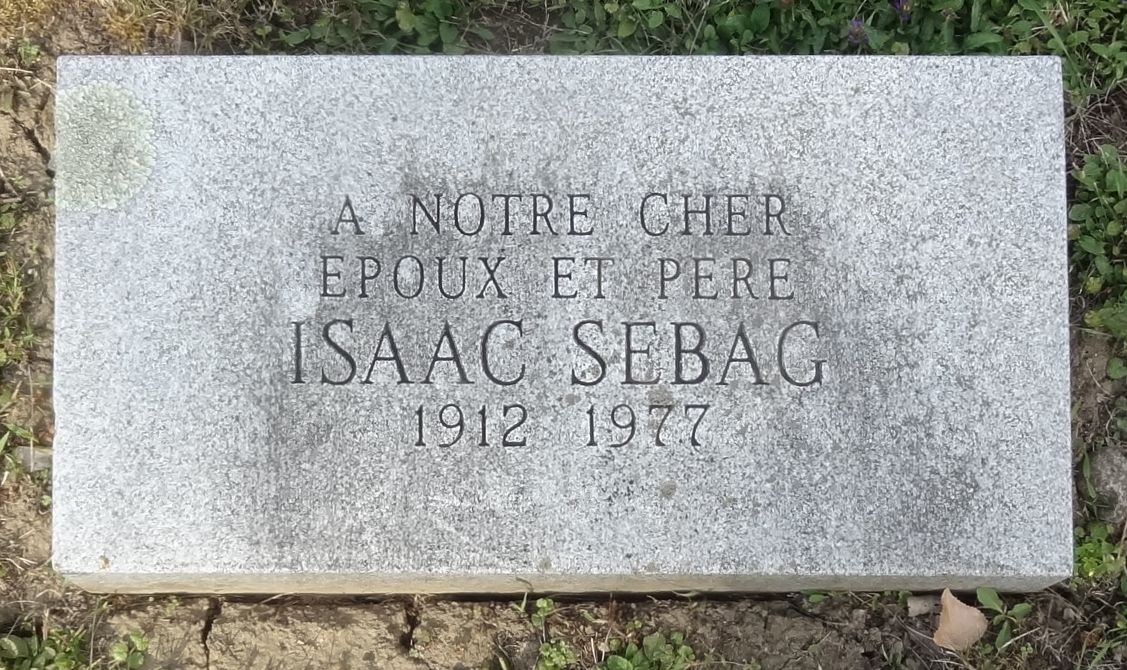 A NOTRE CHER
EPOUX ET PERE
ISAAC SEBAG
1912 1977